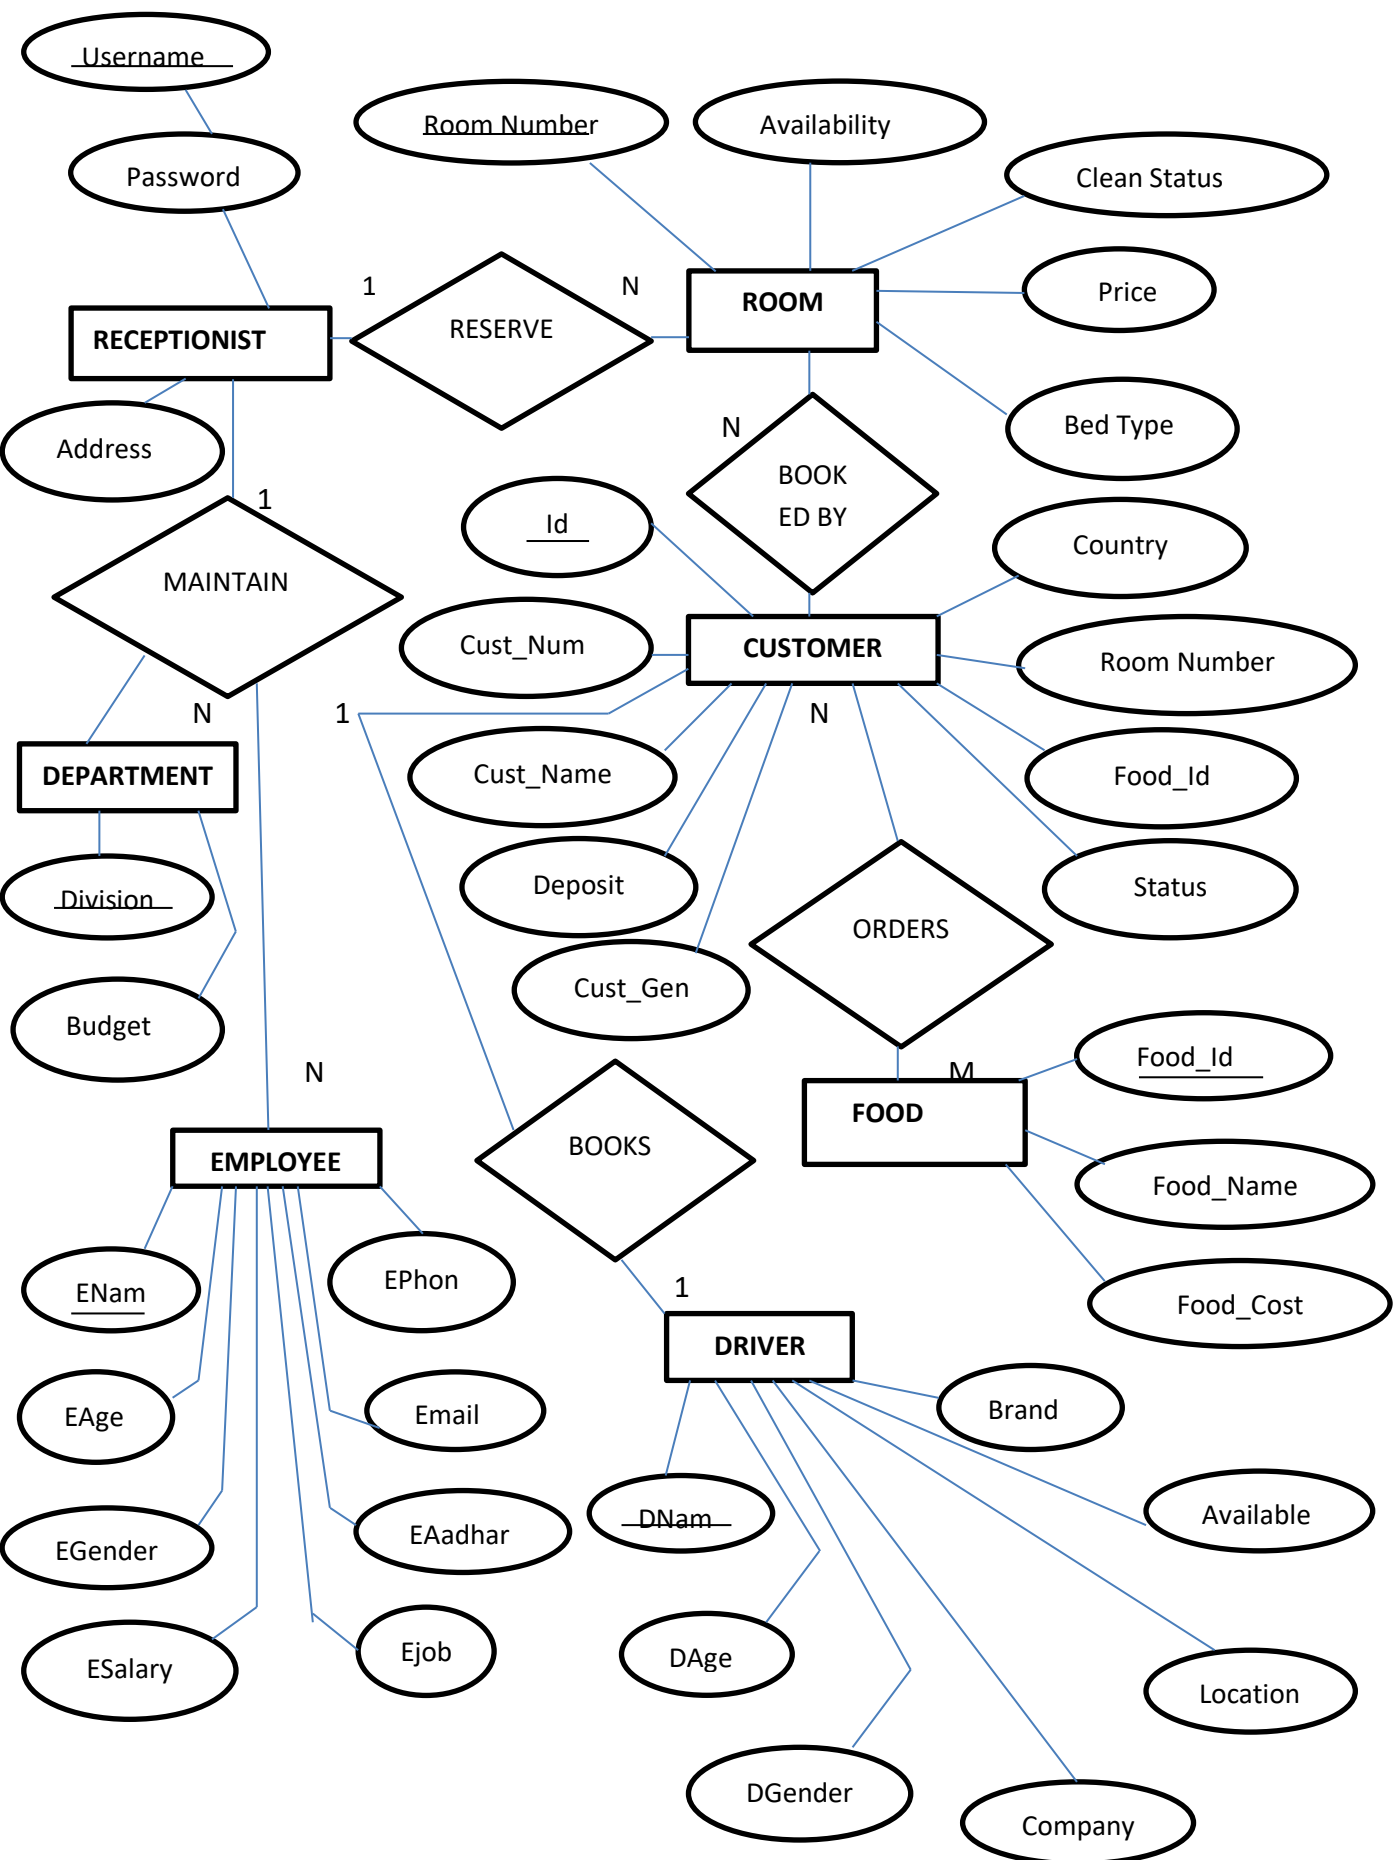 Username
Room Number
Availability
Password
Clean Status
1
N
Price
ROOM
RECEPTIONIST
RESERVE
Bed Type
N
Address
BOOK
ED BY
1
Id
Country
MAINTAIN
Cust_Num
CUSTOMER
Room Number
N
1
N
DEPARTMENT
Cust_Name
Food_Id
Division
Deposit
Status
ORDERS
Cust_Gen
Budget
N
M
Food_Id
FOOD
BOOKS
EMPLOYEE
Food_Name
ENam
EPhon
1
Food_Cost
DRIVER
EAge
Email
Brand
DNam
Available
EGender
EAadhar
ESalary
Ejob
DAge
Location
DGender
Company